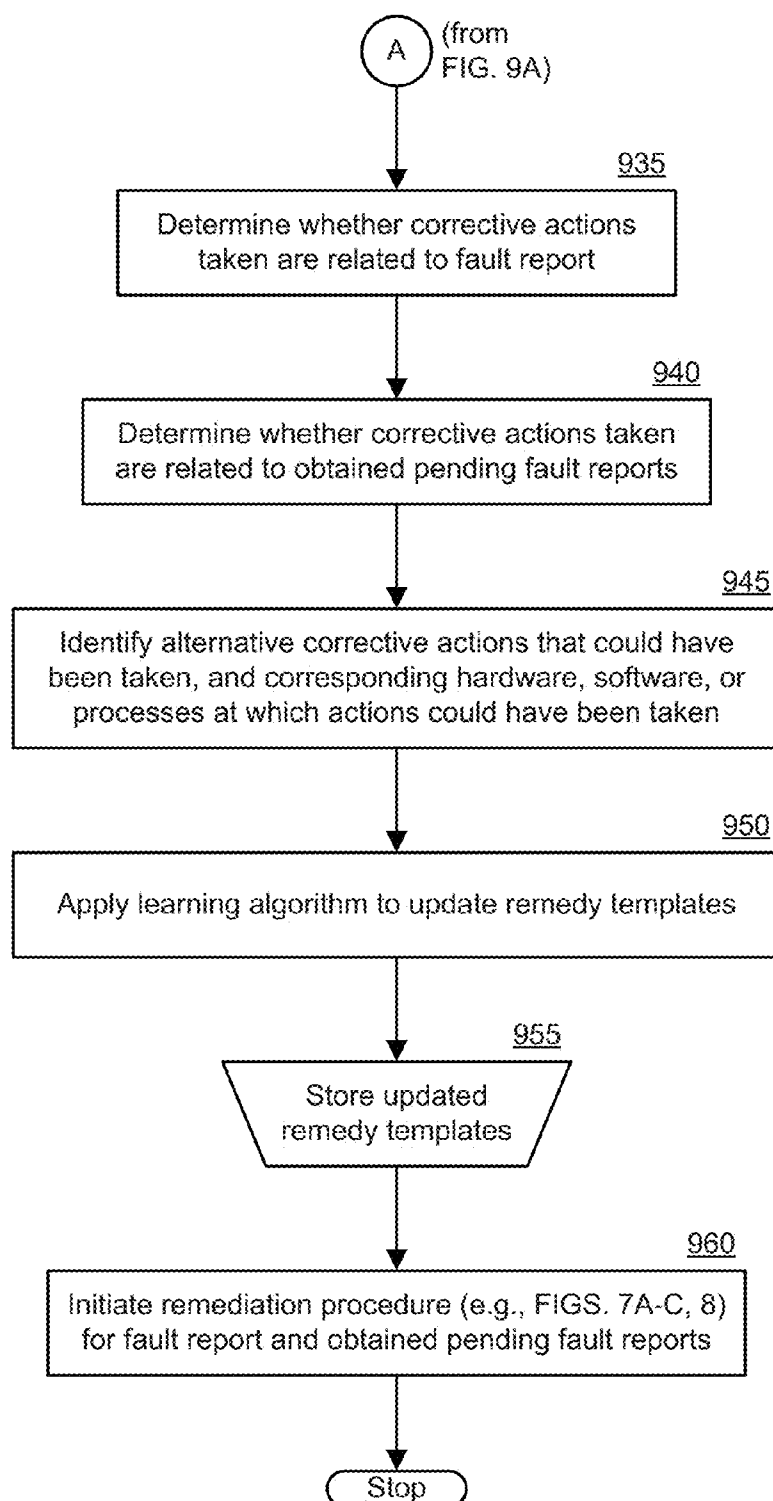 A
(from
FIG. 9A)
935
Determine whether corrective actions
taken are related to fault report
940
Determine whether corrective actions taken
are related to obtained pending fault reports
945
Identify alternative corrective actions that could have
been taken, and corresponding hardware, software, or
processes at which actions could have been taken
950
Apply learning algorithm to update remedy templates
955
Store updated
remedy templates
960
Initiate remediation procedure (e.g., FIGS. 7A-C, 8)
for fault report and obtained pending fault reports
Stop